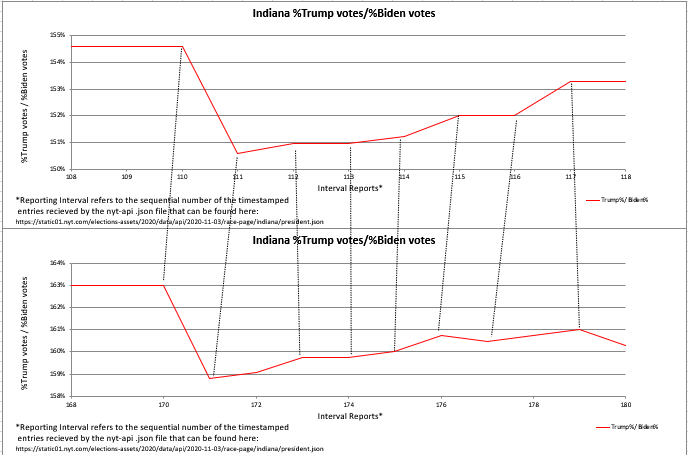 Indiana %Trump votes/%Biden votes
155%
154%
153%
152%
151%
150%
%Trump votes / %Biden votes
108 109 110 111 112 113 114 115 116 117 118
Interval Reports*
*Reporting Interval refers to the sequential number of the timestamped
entries recieved by the nyt-api .json file that can be found here:
https://static01.nyt.com/elections-assets/2020/data/api/2020-11-03/race-page/indiana/president.json
Trump%/Biden%
Indiana %Trump votes/%Biden votes
164%
163%
162%
161%
160%
159%
158%
%Trump votes / %Biden votes
168 170 172 174 176 178 180
Interval Reports*
*Reporting Interval refers to the sequential number of the timestamped
entries recieved by the nyt-api .json file that can be found here:
https://static01.nyt.com/elections-assets/2020/data/api/2020-11-03/race-page/indiana/president.json
Trump%/Biden%